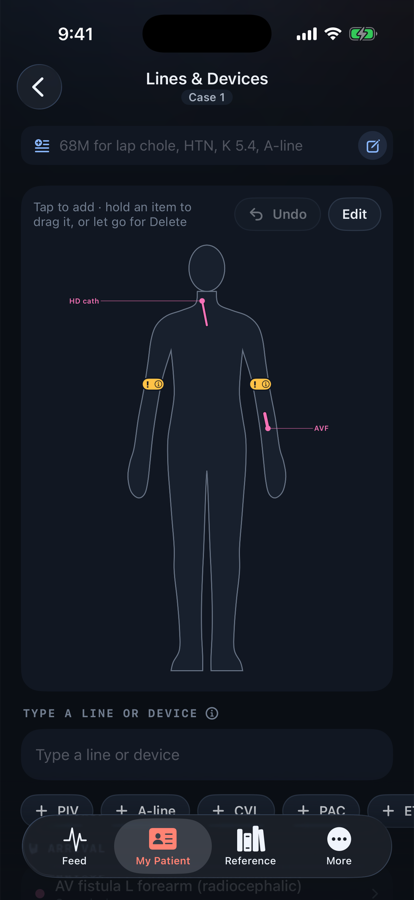 9:41
Lines & Devices
Case 1
68M for lap chole, HTN, K 5.4, A-line
Tap to add · hold an item to
drag it, or let go for Delete
Undo
Edit
HD cath
! i
! i
AVF
TYPE A LINE OR DEVICE i
Type a line or device
+ PIV
+ A-line
+ CVL
+ PAC
+ ET
Feed
My Patient
Reference
More
AV fistula L forearm (radiocephalic)